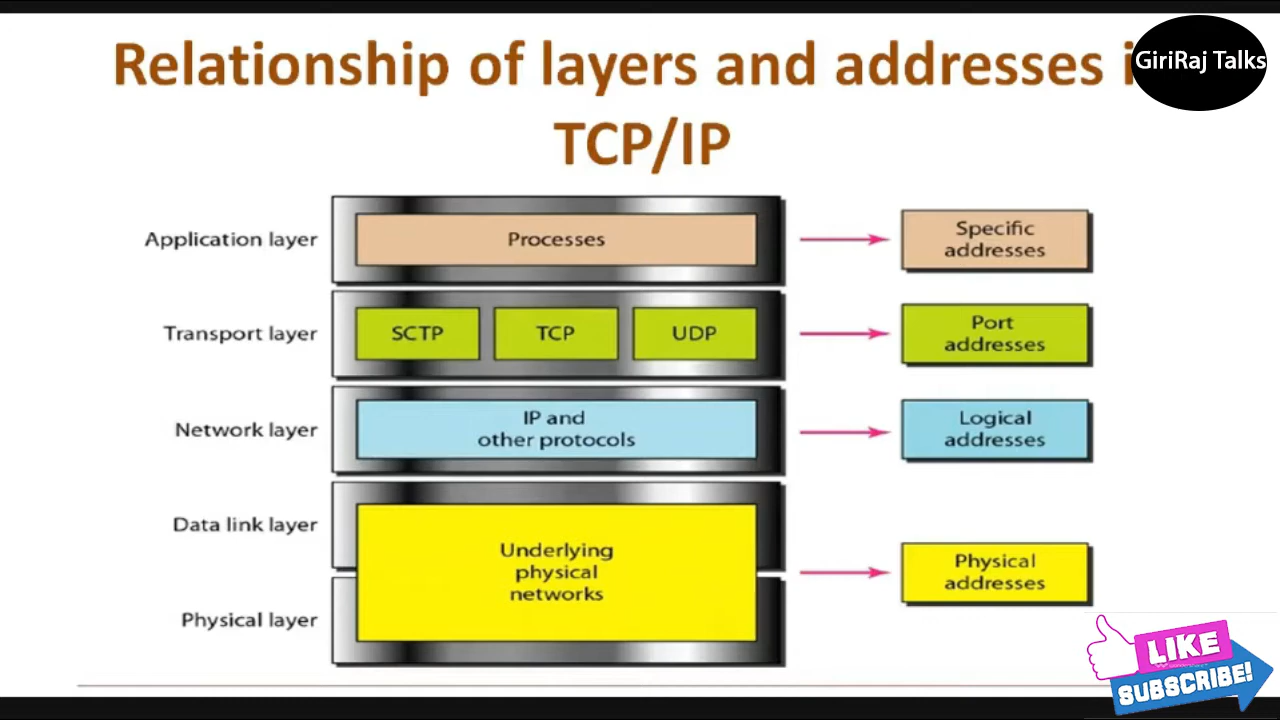 Relationship of layers and addresses i
GiriRaj Talks
TCP/IP
Application layer
Processes
Specific
addresses
Transport layer
SCTP
TCP
UDP
Port
addresses
Network layer
IP and
other protocols
Logical
addresses
Data link layer
Underlying
physical
networks
Physical
addresses
Physical layer
LIKE
SUBSCRIBE!